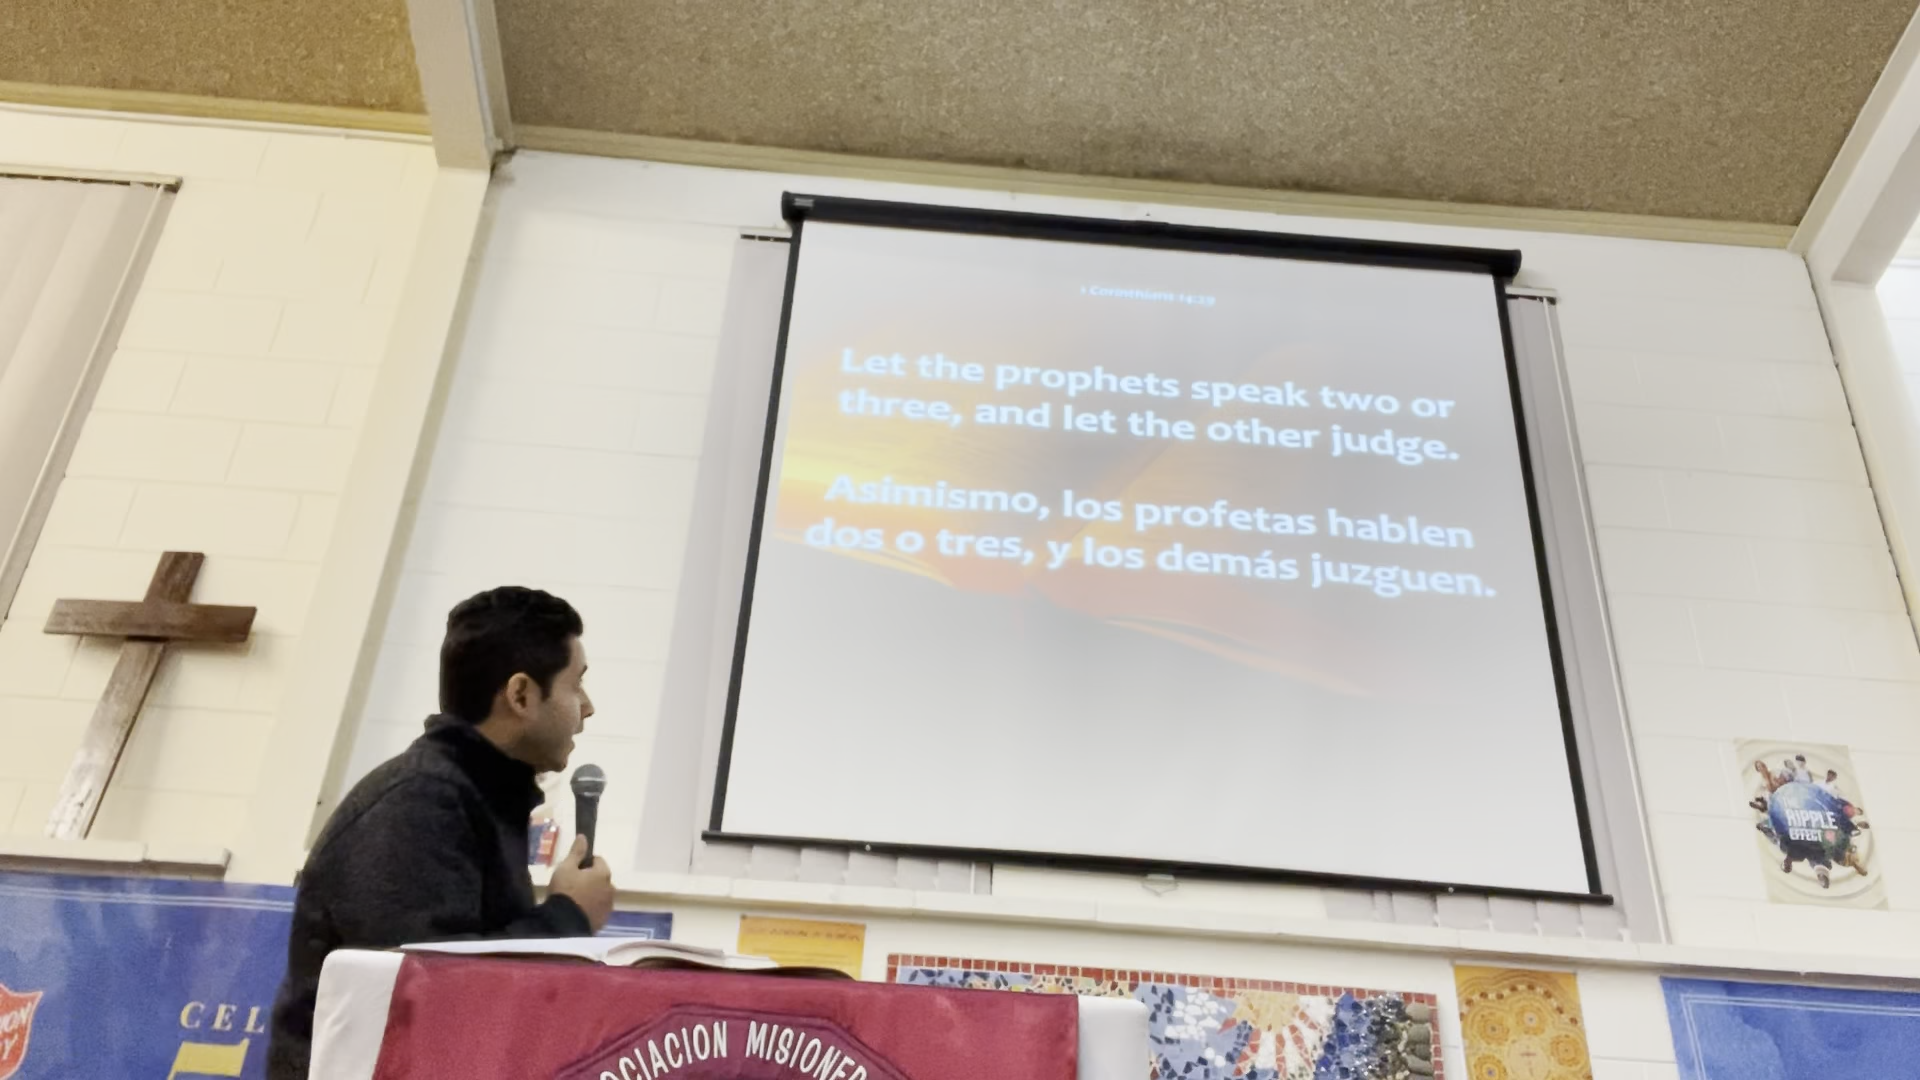 1 Corinthians 14:29
Let the prophets speak two or
three, and let the other judge.
Asimismo, los profetas hablen
dos o tres, y los demás juzguen.
RIPPLE
EFFECT
CEL
OCIACION MISIONER